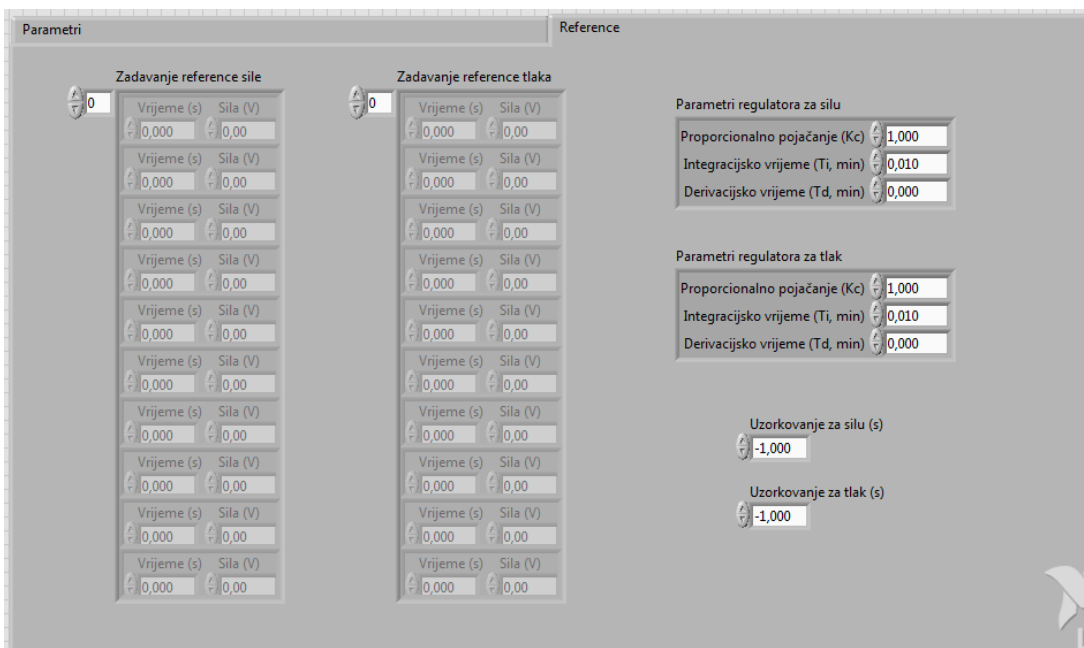 Parametri
Reference
Zadavanje reference sile
0
Vrijeme (s) Sila (V)
0,000 0,00
Vrijeme (s) Sila (V)
0,000 0,00
Vrijeme (s) Sila (V)
0,000 0,00
Vrijeme (s) Sila (V)
0,000 0,00
Vrijeme (s) Sila (V)
0,000 0,00
Vrijeme (s) Sila (V)
0,000 0,00
Vrijeme (s) Sila (V)
0,000 0,00
Vrijeme (s) Sila (V)
0,000 0,00
Vrijeme (s) Sila (V)
0,000 0,00
Vrijeme (s) Sila (V)
0,000 0,00
Zadavanje reference tlaka
0
Vrijeme (s) Sila (V)
0,000 0,00
Vrijeme (s) Sila (V)
0,000 0,00
Vrijeme (s) Sila (V)
0,000 0,00
Vrijeme (s) Sila (V)
0,000 0,00
Vrijeme (s) Sila (V)
0,000 0,00
Vrijeme (s) Sila (V)
0,000 0,00
Vrijeme (s) Sila (V)
0,000 0,00
Vrijeme (s) Sila (V)
0,000 0,00
Vrijeme (s) Sila (V)
0,000 0,00
Vrijeme (s) Sila (V)
0,000 0,00
Parametri regulatora za silu
Proporcionalno pojačanje (Kc) 1,000
Integracijsko vrijeme (Ti, min) 0,010
Derivacijsko vrijeme (Td, min) 0,000
Parametri regulatora za tlak
Proporcionalno pojačanje (Kc) 1,000
Integracijsko vrijeme (Ti, min) 0,010
Derivacijsko vrijeme (Td, min) 0,000
Uzorkovanje za silu (s)
-1,000
Uzorkovanje za tlak (s)
-1,000